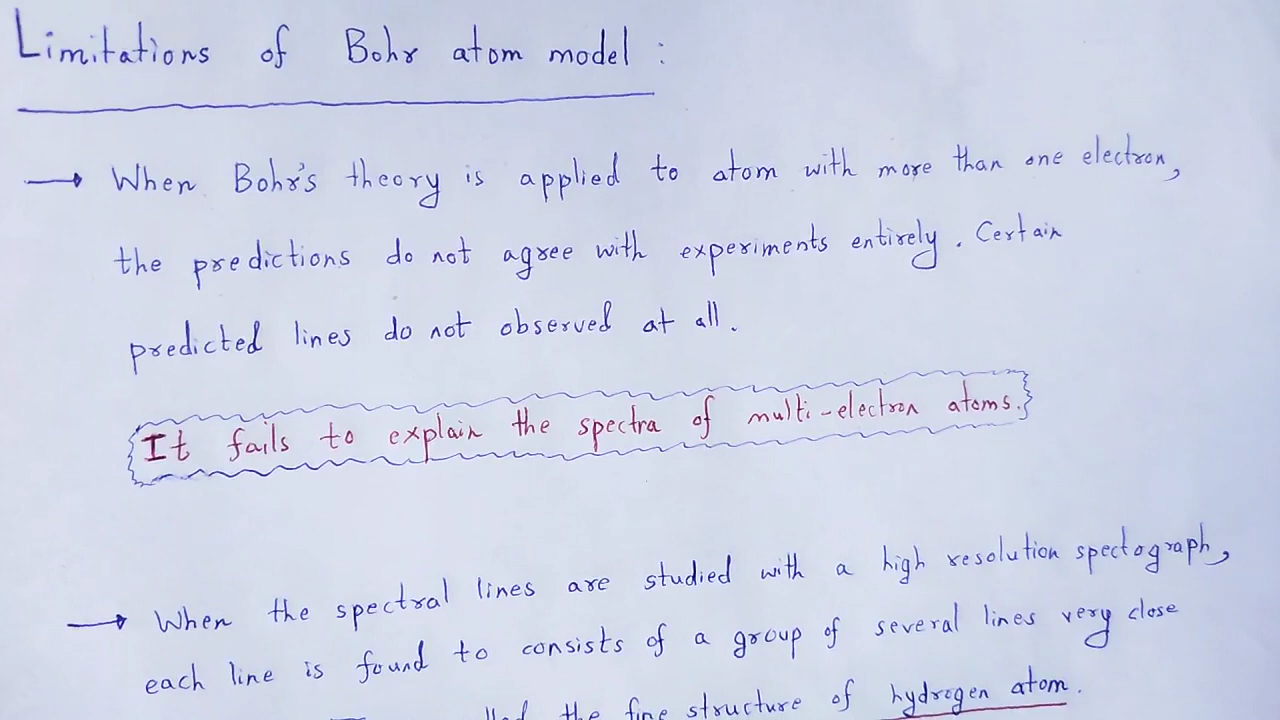 Limitations of Bohr atom model :
→ When Bohr's theory is applied to atom with more than one electron,
the predictions do not agree with experiments entirely. Certain
predicted lines do not observed at all.
It fails to explain the spectra of multi-electron atoms.
→ When the spectral lines are studied with a high resolution spectograph,
each line is found to consists of a group of several lines very close
the fine structure of hydrogen atom.